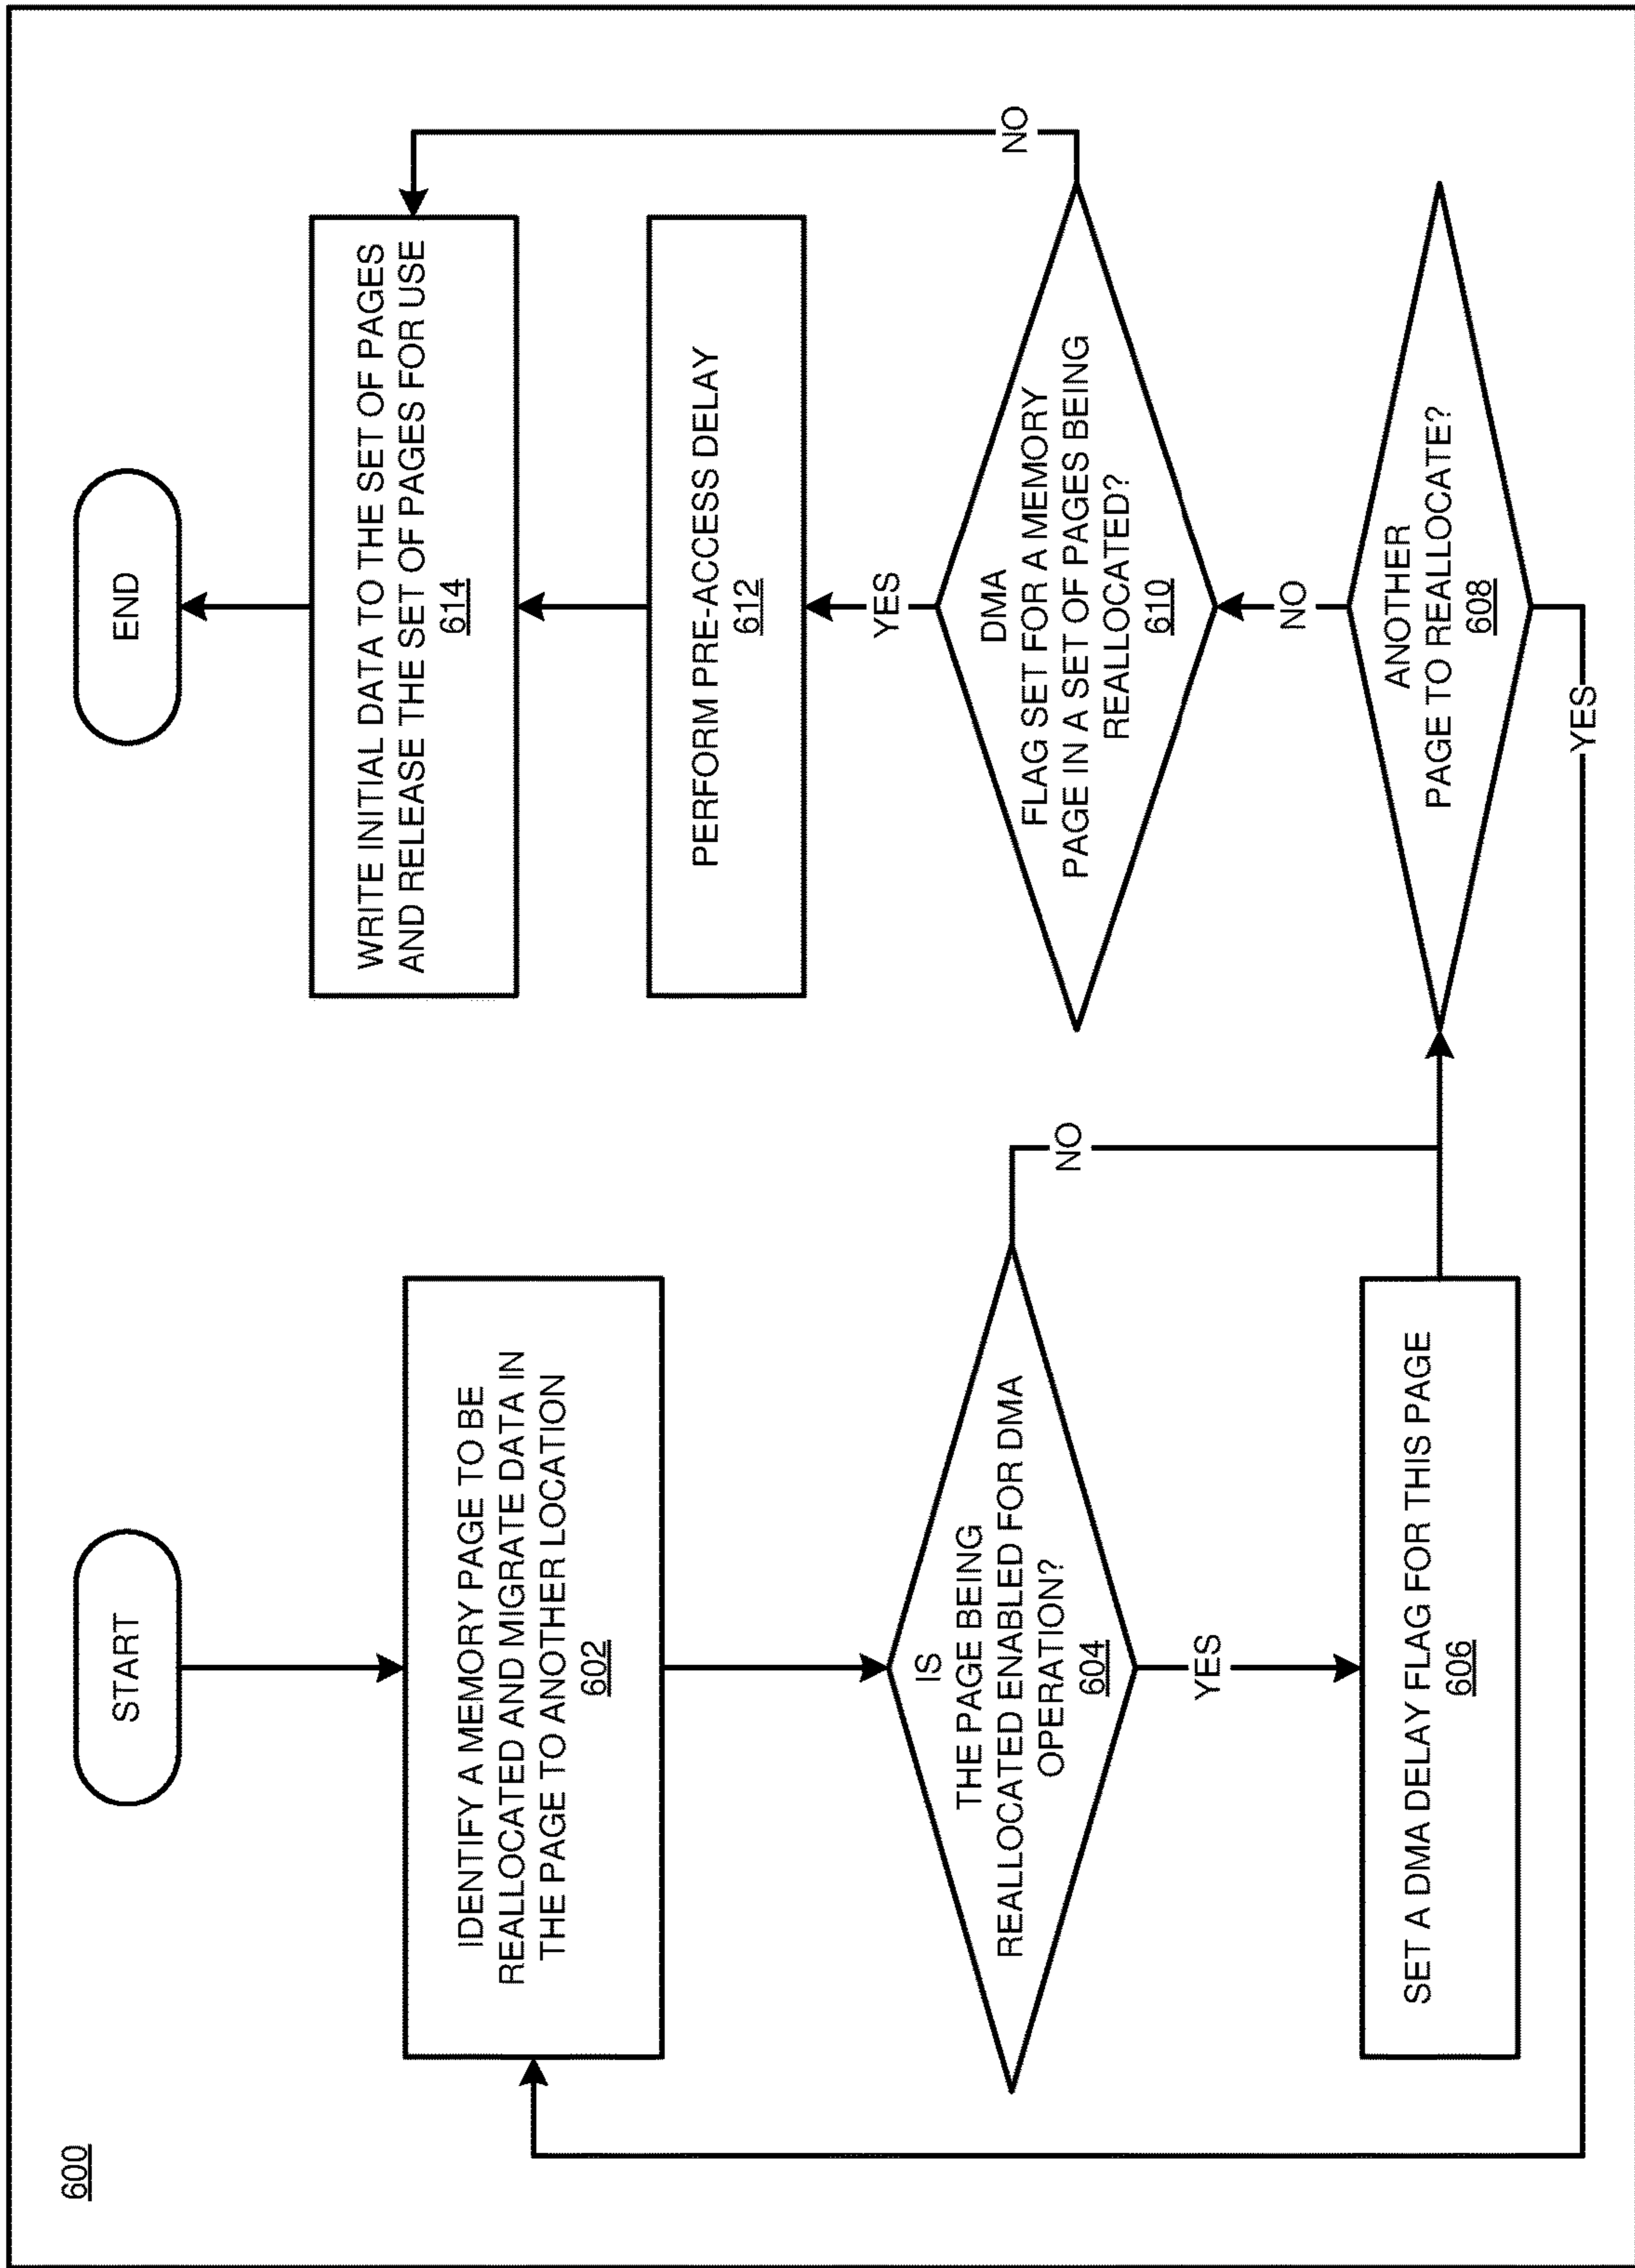 600
START
IDENTIFY A MEMORY PAGE TO BE
REALLOCATED AND MIGRATE DATA IN
THE PAGE TO ANOTHER LOCATION
602
IS
THE PAGE BEING
REALLOCATED ENABLED FOR DMA
OPERATION?
604
YES
NO
SET A DMA DELAY FLAG FOR THIS PAGE
606
ANOTHER
PAGE TO REALLOCATE?
608
YES
NO
DMA
FLAG SET FOR A MEMORY
PAGE IN A SET OF PAGES BEING
REALLOCATED?
610
YES
NO
PERFORM PRE-ACCESS DELAY
612
WRITE INITIAL DATA TO THE SET OF PAGES
AND RELEASE THE SET OF PAGES FOR USE
614
END